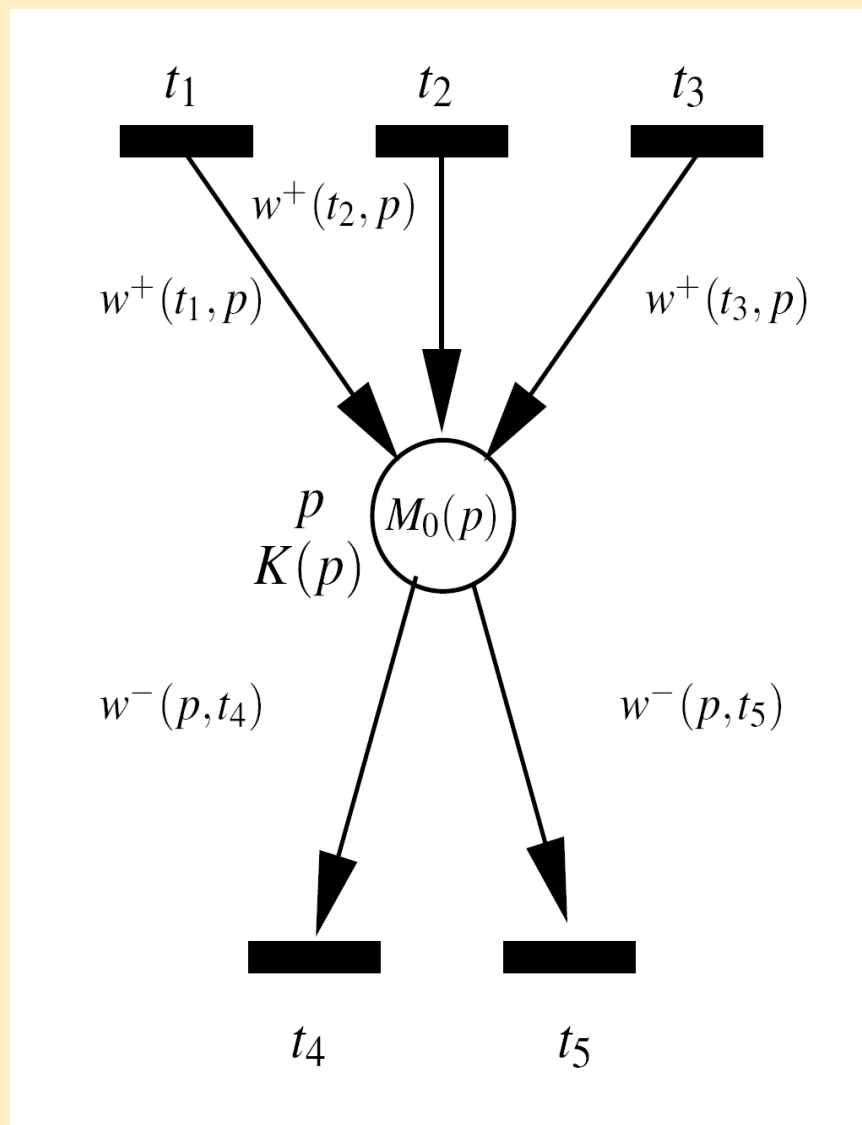 t₁ t₂ t₃
w⁺(t₂, p)
w⁺(t₁, p) w⁺(t₃, p)
p M₀(p)
K(p)
w⁻(p, t₄) w⁻(p, t₅)
t₄ t₅